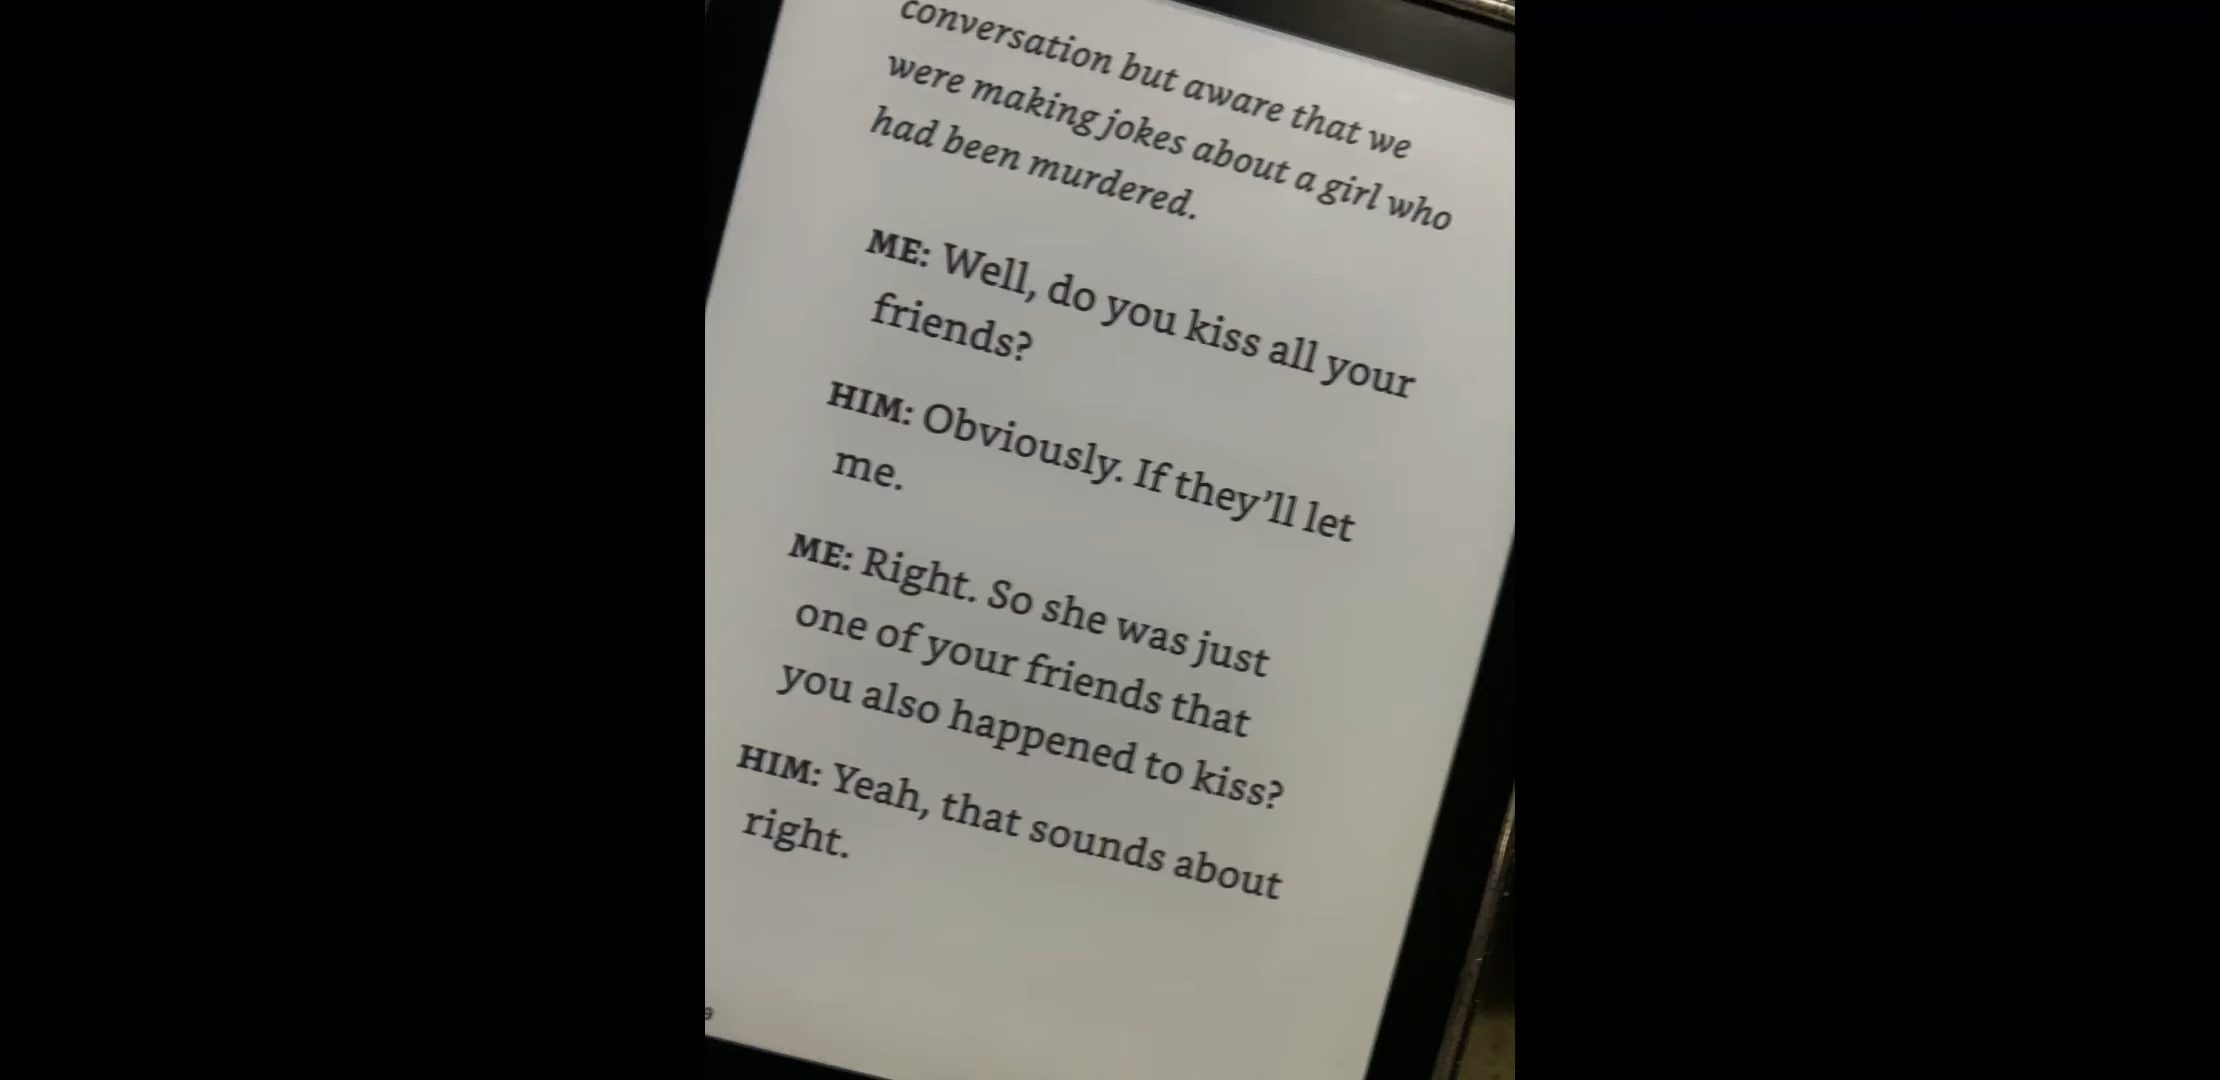 conversation but aware that we
were making jokes about a girl who
had been murdered.
ME: Well, do you kiss all your
friends?
HIM: Obviously. If they’ll let
me.
ME: Right. So she was just
one of your friends that
you also happened to kiss?
HIM: Yeah, that sounds about
right.